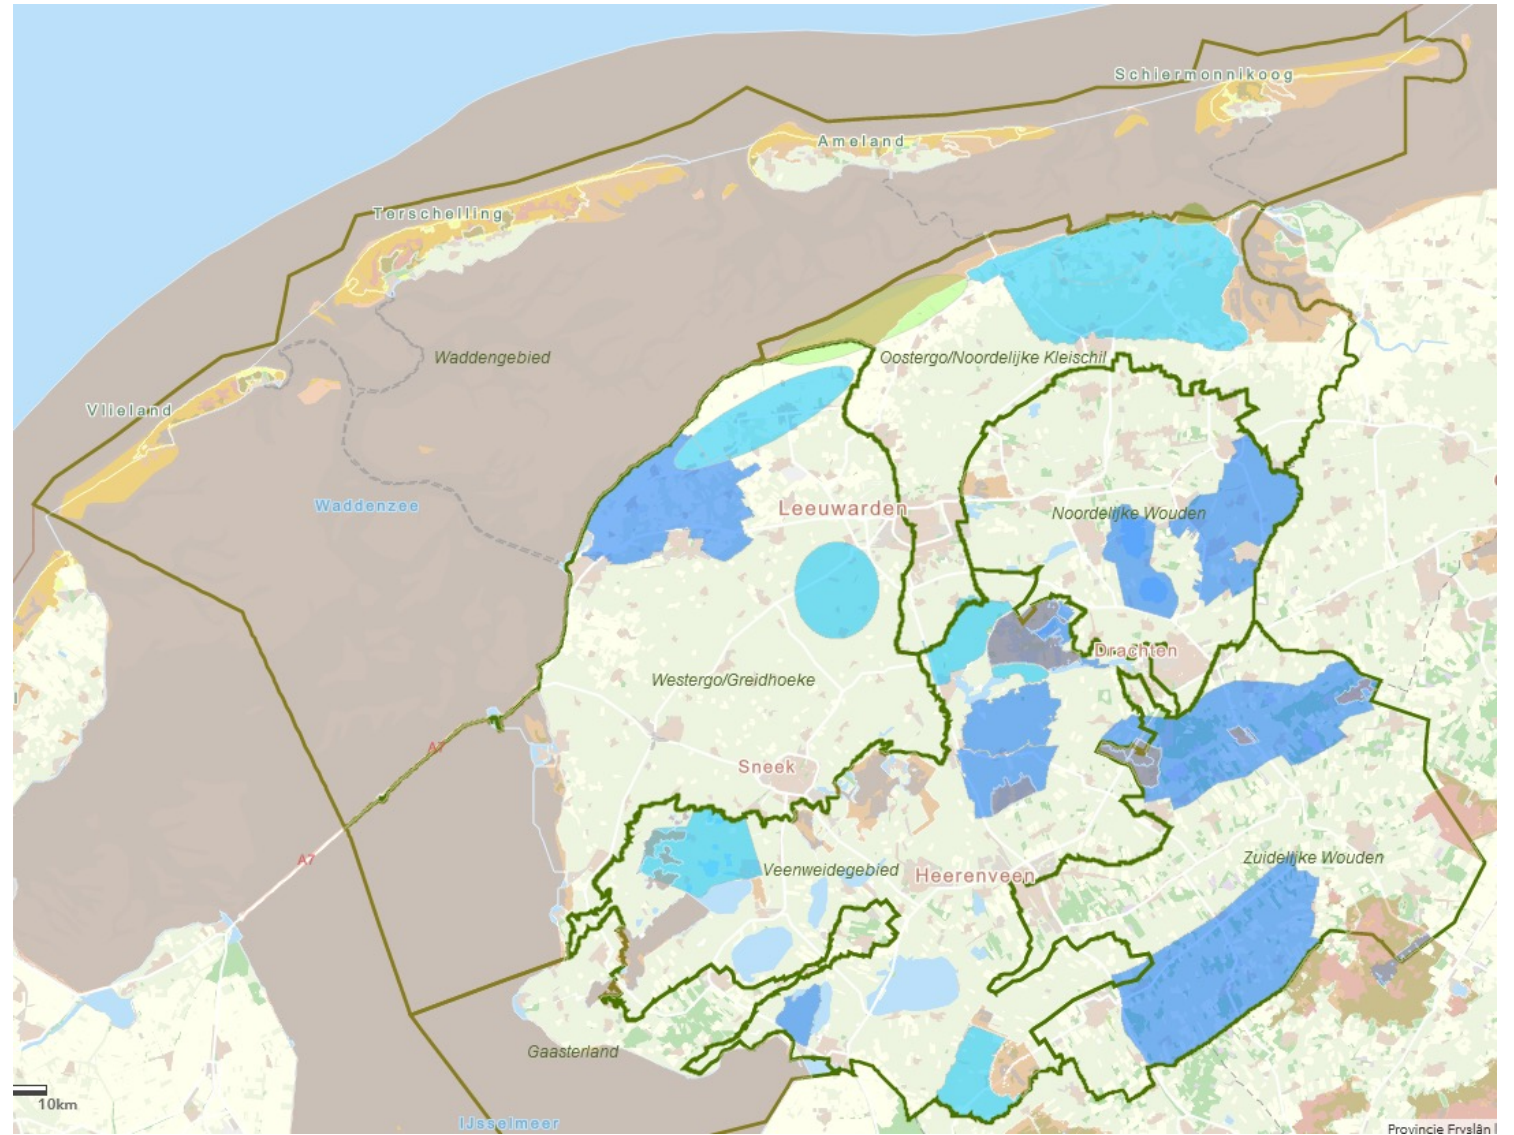 Schiermonnikoog
Ameland
Terschelling
Waddengebied
Oostergo/Noordelijke Kleischil
Vlieland
Waddenzee
Leeuwarden
Noordelijke Wouden
Drachten
Westergo/Greidhoeke
A7
Sneek
A7
Zuidelijke Wouden
Veenweidegebied
Heerenveen
Gaasterland
10km
IJsselmeer
Provincie Fryslân |